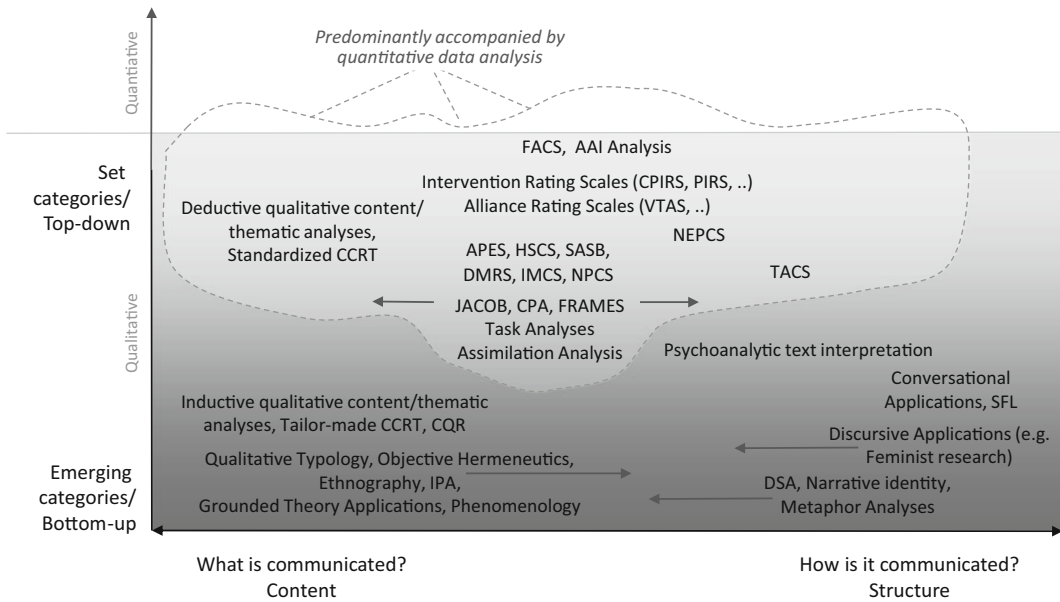 Predominantly accompanied by
quantitative data analysis
Quantiative
Set
categories/
Top-down
FACS, AAI Analysis
Intervention Rating Scales (CPIRS, PIRS, ..)
Alliance Rating Scales (VTAS, ..)
Deductive qualitative content/
thematic analyses,
Standardized CCRT
NEPCS
APES, HSCS, SASB,
DMRS, IMCS, NPCS
TACS
JACOB, CPA, FRAMES
Task Analyses
Assimilation Analysis
Qualitative
Psychoanalytic text interpretation
Conversational
Applications, SFL
Inductive qualitative content/thematic
analyses, Tailor-made CCRT, CQR
Discursive Applications (e.g.
Feminist research)
Qualitative Typology, Objective Hermeneutics,
Ethnography, IPA,
Grounded Theory Applications, Phenomenology
DSA, Narrative identity,
Metaphor Analyses
Emerging
categories/
Bottom-up
What is communicated?
Content
How is it communicated?
Structure